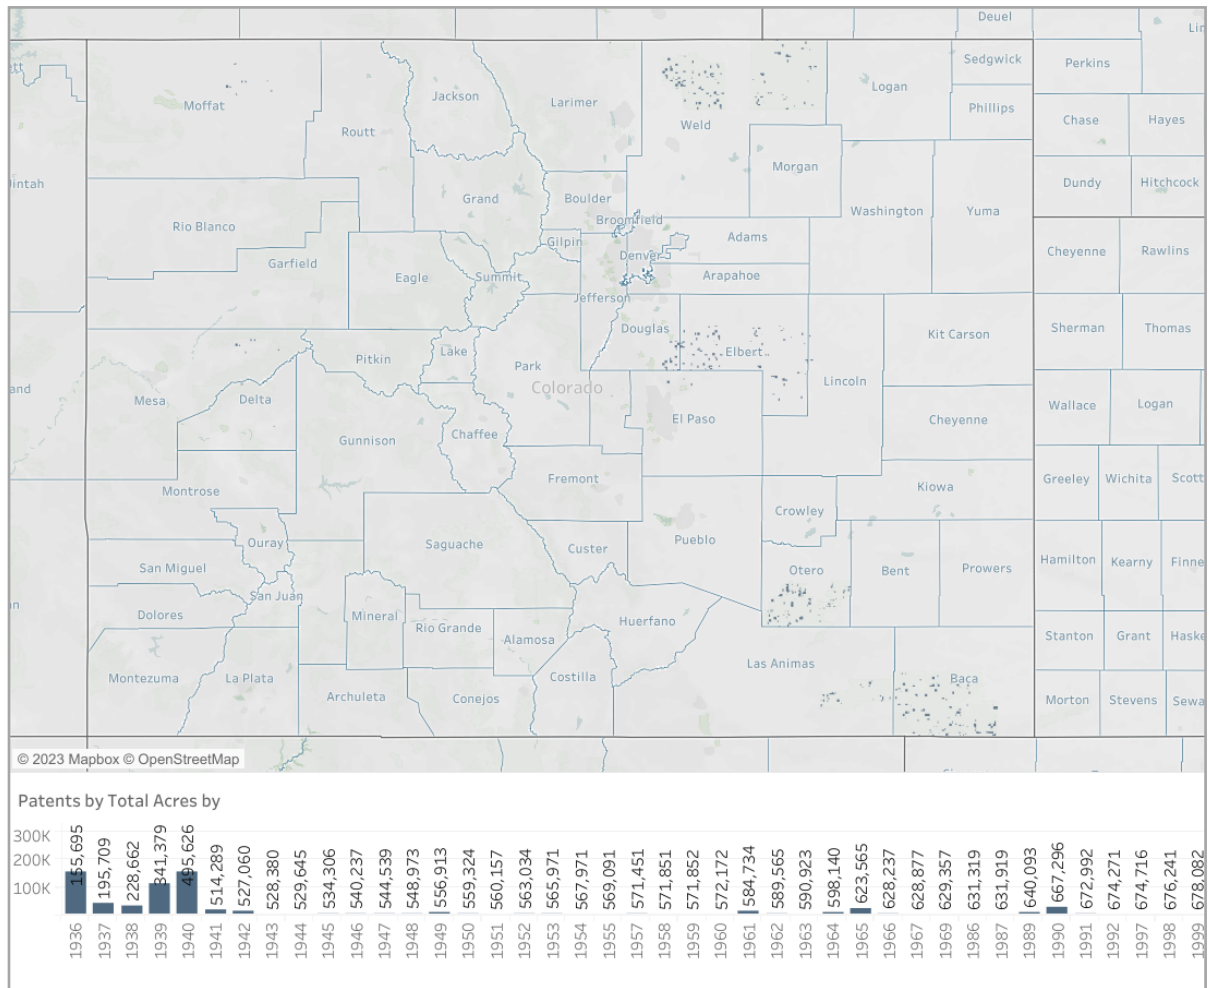 Deuel
Lin
Sedgwick
Perkins
Logan
Jackson
Larimer
Moffat
Phillips
Chase
Hayes
Weld
Routt
Morgan
Jintah
Dundy
Hitchcock
Grand
Boulder
Washington
Yuma
Rio Blanco
Broomfield
Gilpin
Adams
Cheyenne
Rawlins
Garfield
Denver
Eagle
Summit
Arapahoe
Jefferson
Douglas
Kit Carson
Sherman
Thomas
Pitkin
Lake
Elbert
Park
and
Colorado
Lincoln
Mesa
Delta
Wallace
Logan
El Paso
Cheyenne
Gunnison
Chaffee
Fremont
Greeley
Wichita
Scott
Montrose
Kiowa
Crowley
Ouray
Saguache
Pueblo
Custer
Hamilton
Kearny
Finne
San Miguel
Otero
Bent
Prowers
San Juan
Dolores
Mineral
Rio Grande
Huerfano
Alamosa
Stanton
Grant
Haske
Las Animas
Montezuma
La Plata
Costilla
Baca
Archuleta
Conejos
Morton
Stevens
Sewa
© 2023 Mapbox © OpenStreetMap
Patents by Total Acres by
300K
200K
100K
155,695 195,709 228,662 341,379 495,626 514,289 527,060 528,380 529,645 534,306 540,237 544,539 548,973 556,913 559,324 560,157 563,034 565,971 567,971 569,091 571,451 571,851 571,852 572,172 584,734 589,565 590,923 598,140 623,565 628,237 628,877 629,357 631,319 631,919 640,093 667,296 672,992 674,271 674,716 676,241 678,082
1936 1937 1938 1939 1940 1941 1942 1943 1944 1945 1946 1947 1948 1949 1950 1951 1952 1953 1954 1955 1957 1958 1959 1960 1961 1962 1963 1964 1965 1966 1967 1969 1986 1987 1989 1990 1991 1992 1997 1998 1999